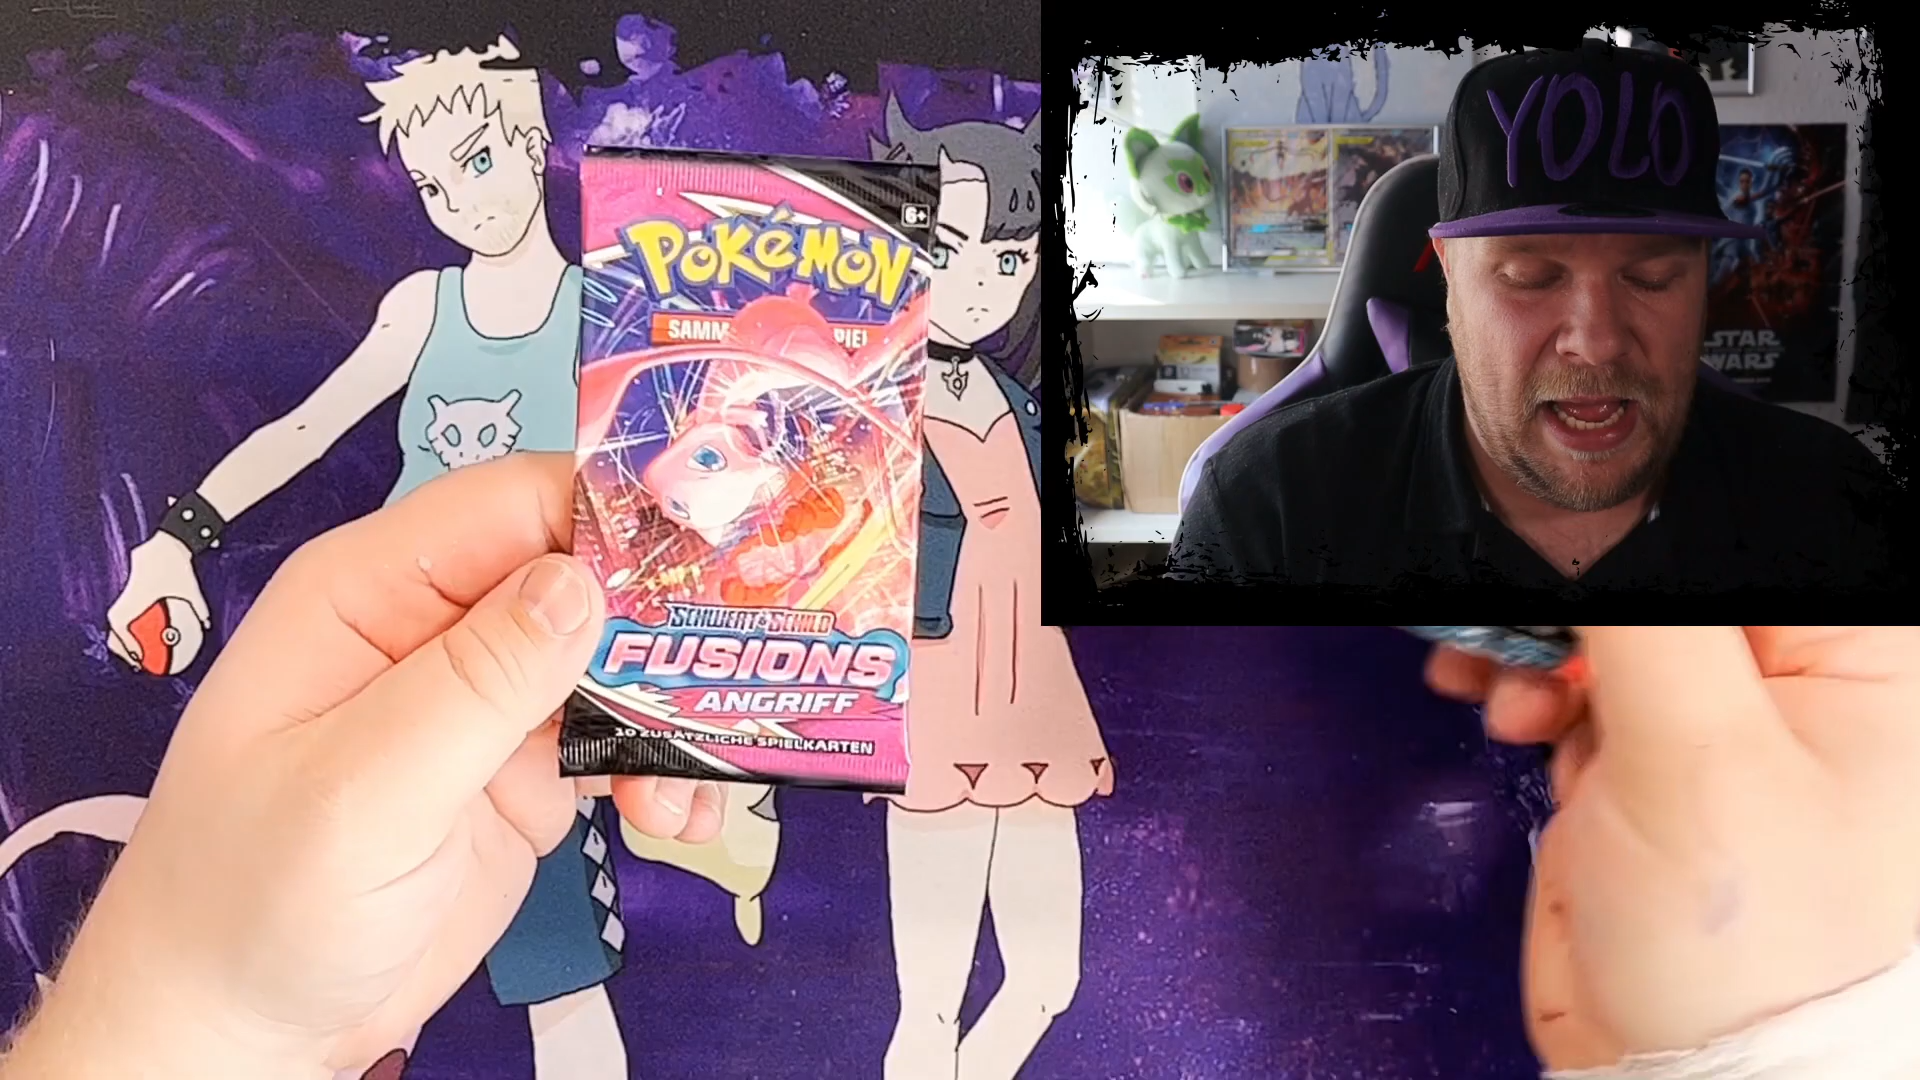 6+
POKéMON
SAMM
PIEL
SCHWERT & SCHILD
FUSIONS
ANGRIFF
10 ZUSÄTZLICHE SPIELKARTEN
YOLO
STAR
WARS